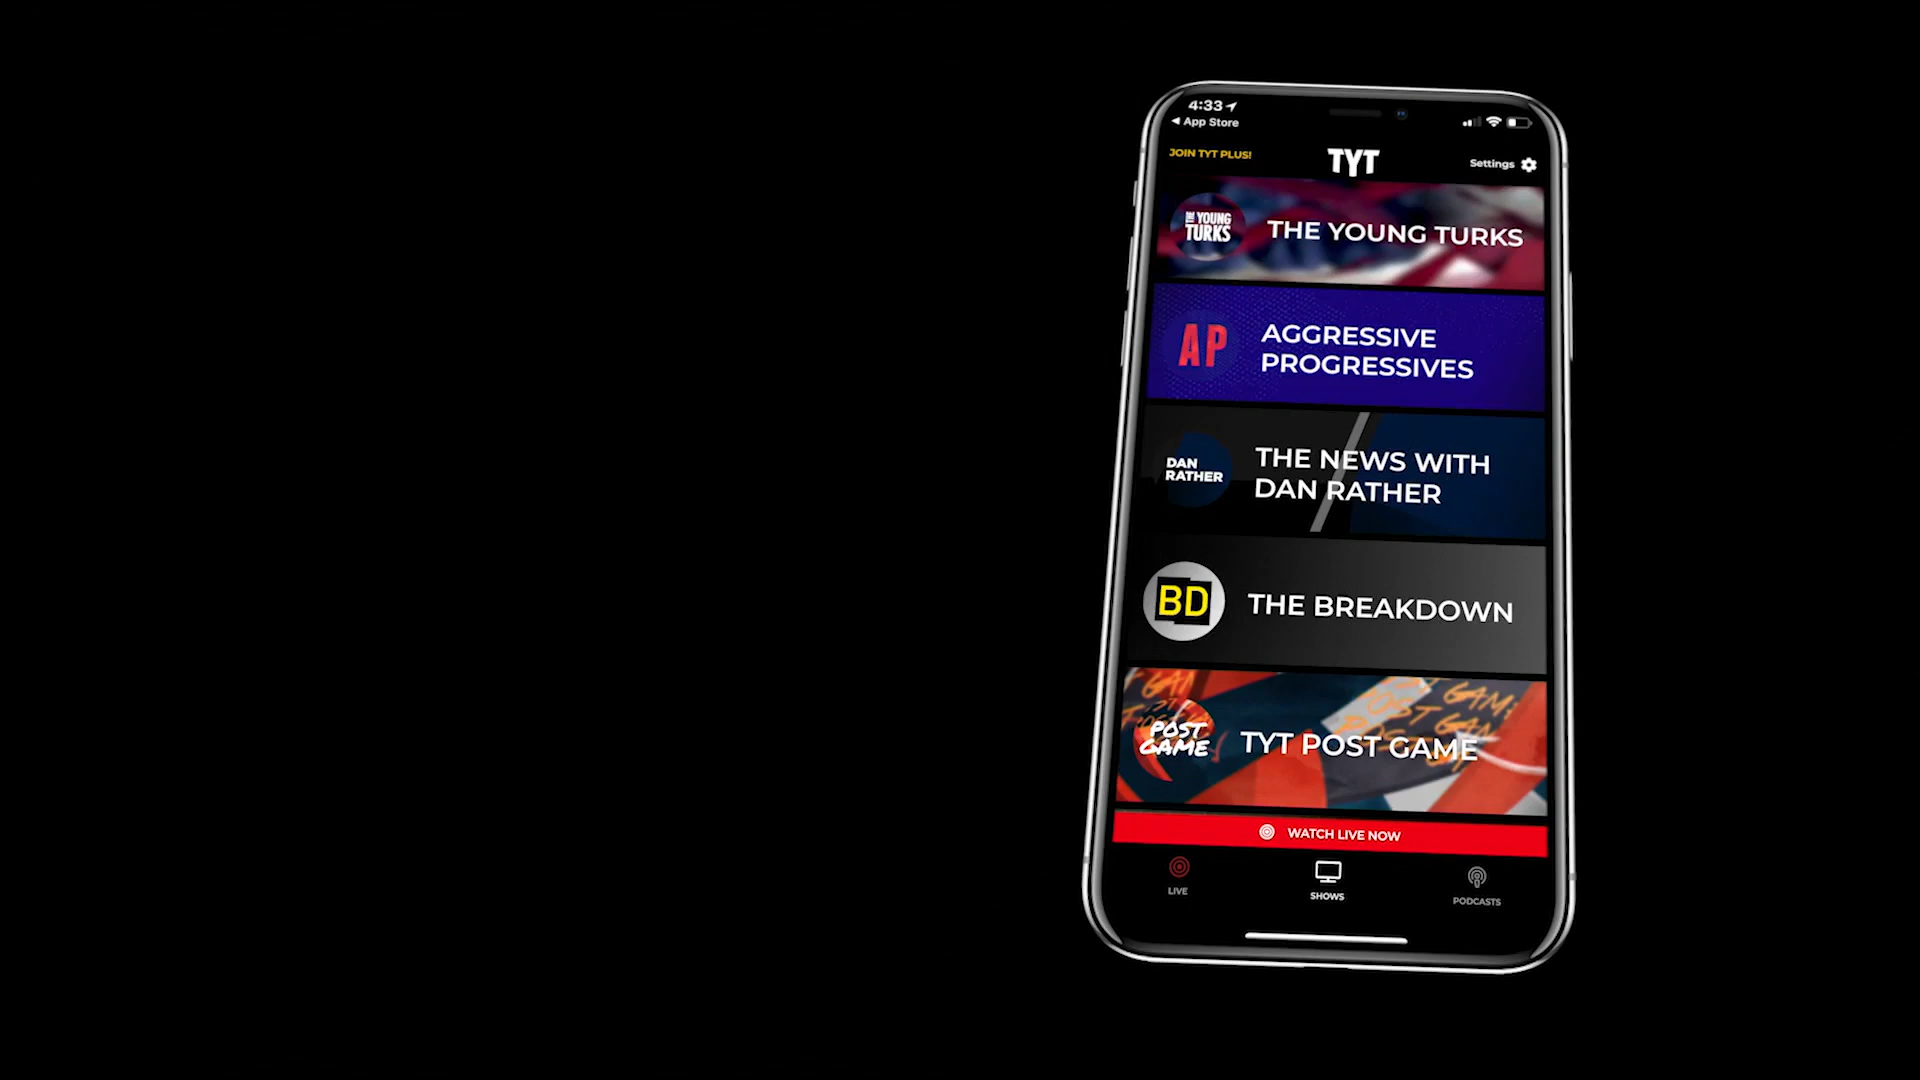 4:33
App Store
JOIN TYT PLUS!
TYT
Settings
THE YOUNG TURKS
THE YOUNG TURKS
AP
AGGRESSIVE
PROGRESSIVES
DAN
RATHER
THE NEWS WITH
DAN RATHER
BD
THE BREAKDOWN
POST
GAME
TYT POST GAME
WATCH LIVE NOW
LIVE
SHOWS
PODCASTS